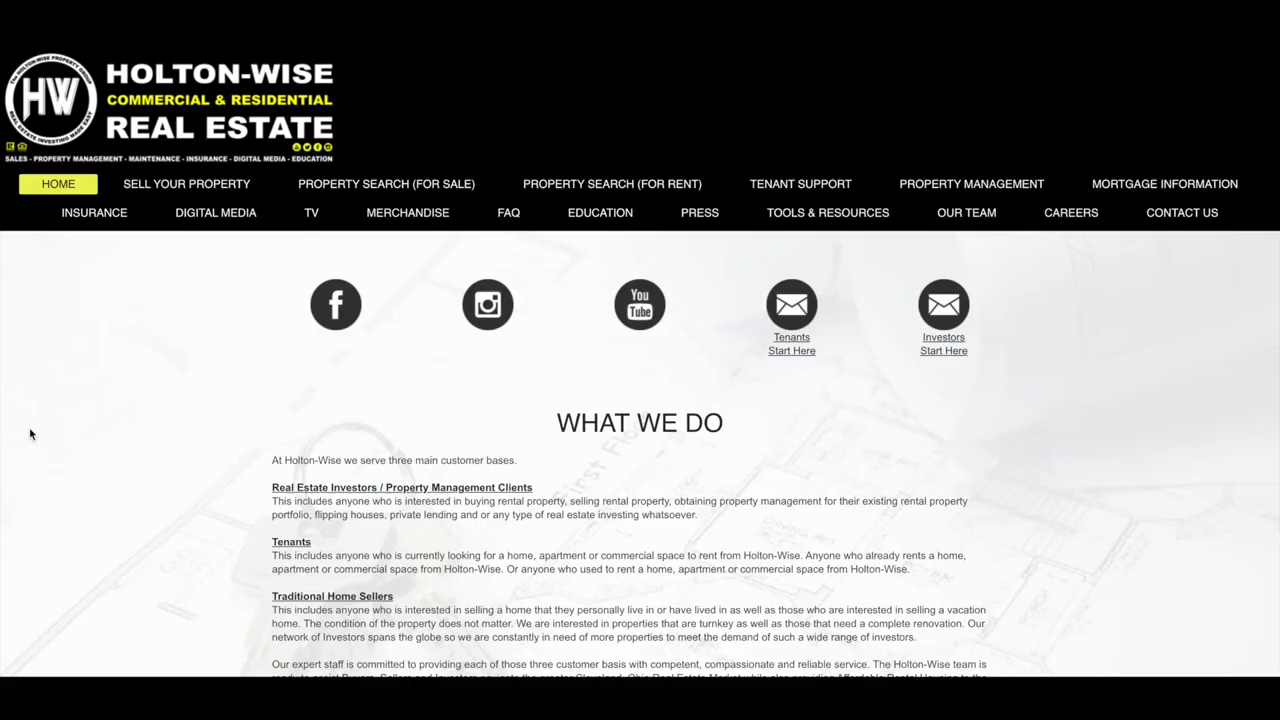 HW
HOLTON-WISE
COMMERCIAL & RESIDENTIAL
REAL ESTATE
SALES - PROPERTY MANAGEMENT - MAINTENANCE - INSURANCE - DIGITAL MEDIA - EDUCATION
HOME SELL YOUR PROPERTY PROPERTY SEARCH (FOR SALE) PROPERTY SEARCH (FOR RENT) TENANT SUPPORT PROPERTY MANAGEMENT MORTGAGE INFORMATION
INSURANCE DIGITAL MEDIA TV MERCHANDISE FAQ EDUCATION PRESS TOOLS & RESOURCES OUR TEAM CAREERS CONTACT US
You
Tube
Tenants
Start Here
Investors
Start Here
WHAT WE DO
At Holton-Wise we serve three main customer bases.
Real Estate Investors / Property Management Clients
This includes anyone who is interested in buying rental property, selling rental property, obtaining property management for their existing rental property
portfolio, flipping houses, private lending and or any type of real estate investing whatsoever.
Tenants
This includes anyone who is currently looking for a home, apartment or commercial space to rent from Holton-Wise. Anyone who already rents a home,
apartment or commercial space from Holton-Wise. Or anyone who used to rent a home, apartment or commercial space from Holton-Wise.
Traditional Home Sellers
This includes anyone who is interested in selling a home that they personally live in or have lived in as well as those who are interested in selling a vacation
home. The condition of the property does not matter. We are interested in properties that are turnkey as well as those that need a complete renovation. Our
network of Investors spans the globe so we are constantly in need of more properties to meet the demand of such a wide range of investors.
Our expert staff is committed to providing each of those three customer basis with competent, compassionate and reliable service. The Holton-Wise team is
First Flo